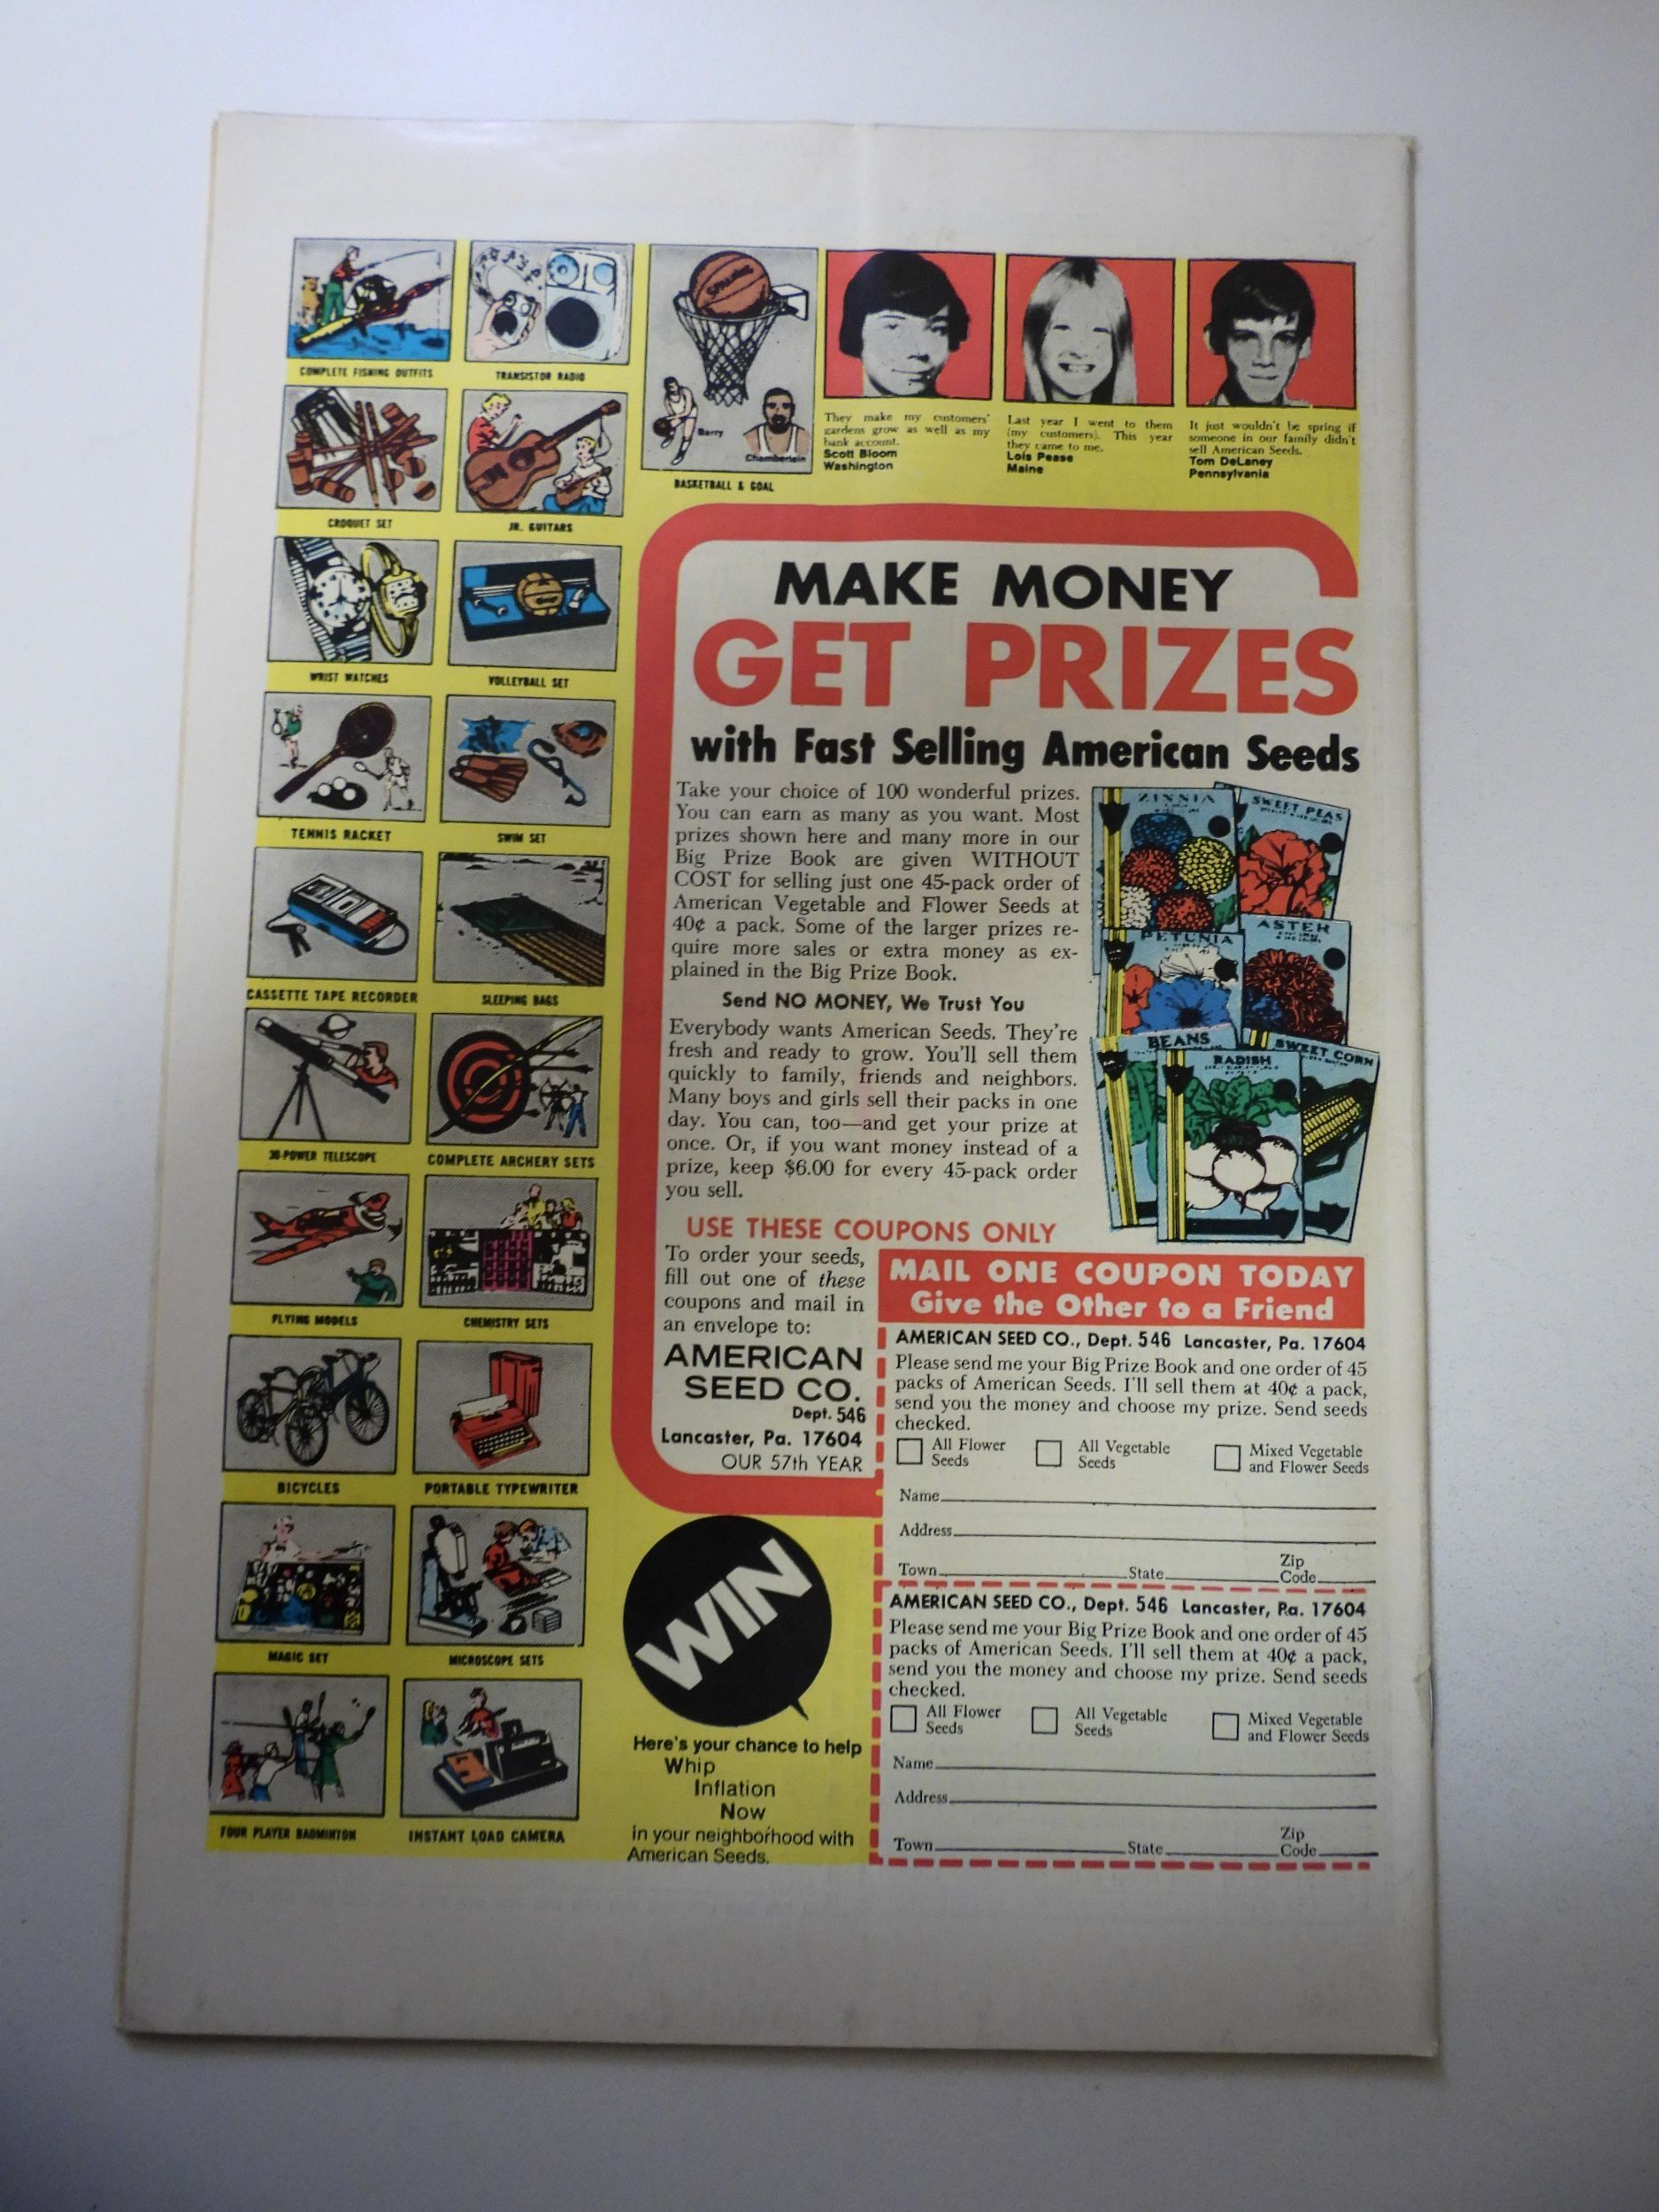 COMPLETE FISHING OUTFITS
TRANSISTOR RADIO
SPALDING
Barry
Chamberlain
BASKETBALL & GOAL
They make my customers'
gardens grow as well as my
bank account.
Scott Bloom
Washington
Last year I went to them
(my customers). This year
they came to me.
Lois Pease
Maine
It just wouldn't be spring if
someone in our family didn't
sell American Seeds.
Tom DeLaney
Pennsylvania
CROQUET SET
JR. GUITARS
WRIST WATCHES
VOLLEYBALL SET
TENNIS RACKET
SWIM SET
CASSETTE TAPE RECORDER
SLEEPING BAGS
30-POWER TELESCOPE
COMPLETE ARCHERY SETS
FLYING MODELS
CHEMISTRY SETS
BICYCLES
PORTABLE TYPEWRITER
MAGIC SET
MICROSCOPE SETS
FOUR PLAYER BADMINTON
INSTANT LOAD CAMERA
MAKE MONEY
GET PRIZES
with Fast Selling American Seeds
Take your choice of 100 wonderful prizes.
You can earn as many as you want. Most
prizes shown here and many more in our
Big Prize Book are given WITHOUT
COST for selling just one 45-pack order of
American Vegetable and Flower Seeds at
40¢ a pack. Some of the larger prizes re-
quire more sales or extra money as ex-
plained in the Big Prize Book.
Send NO MONEY, We Trust You
Everybody wants American Seeds. They're
fresh and ready to grow. You'll sell them
quickly to family, friends and neighbors.
Many boys and girls sell their packs in one
day. You can, too—and get your prize at
once. Or, if you want money instead of a
prize, keep $6.00 for every 45-pack order
you sell.
ZINNIA
SWEET PEAS
PETUNIA
ASTER
BEANS
RADISH
SWEET CORN
USE THESE COUPONS ONLY
To order your seeds,
fill out one of these
coupons and mail in
an envelope to:
AMERICAN
SEED CO.
Dept. 546
Lancaster, Pa. 17604
OUR 57th YEAR
MAIL ONE COUPON TODAY
Give the Other to a Friend
AMERICAN SEED CO., Dept. 546 Lancaster, Pa. 17604
Please send me your Big Prize Book and one order of 45
packs of American Seeds. I'll sell them at 40¢ a pack,
send you the money and choose my prize. Send seeds
checked.
All Flower Seeds All Vegetable Seeds Mixed Vegetable and Flower Seeds
Name
Address
Town State Zip Code
AMERICAN SEED CO., Dept. 546 Lancaster, Pa. 17604
Please send me your Big Prize Book and one order of 45
packs of American Seeds. I'll sell them at 40¢ a pack,
send you the money and choose my prize. Send seeds
checked.
All Flower Seeds All Vegetable Seeds Mixed Vegetable and Flower Seeds
Name
Address
Town State Zip Code
WIN
Here's your chance to help
Whip
Inflation
Now
in your neighborhood with
American Seeds.